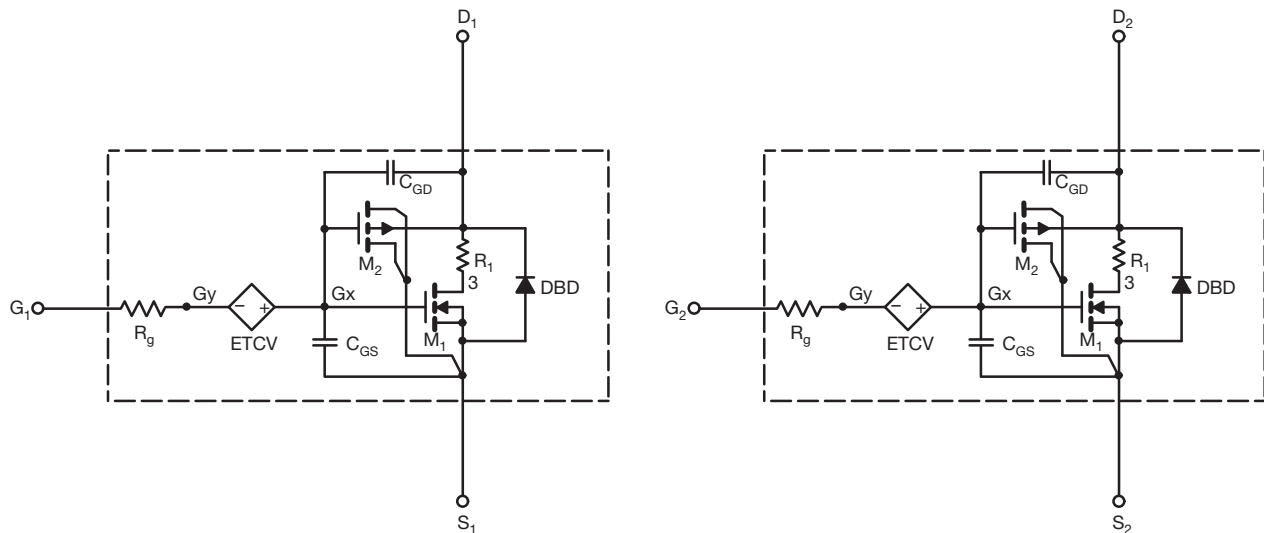 D1
D2
CGD
CGD
M2
R1
3
M2
R1
3
G1
Rg
Gy
ETCV
Gx
M1
DBD
G2
Rg
Gy
ETCV
Gx
M1
DBD
CGS
CGS
S1
S2
- +
- +